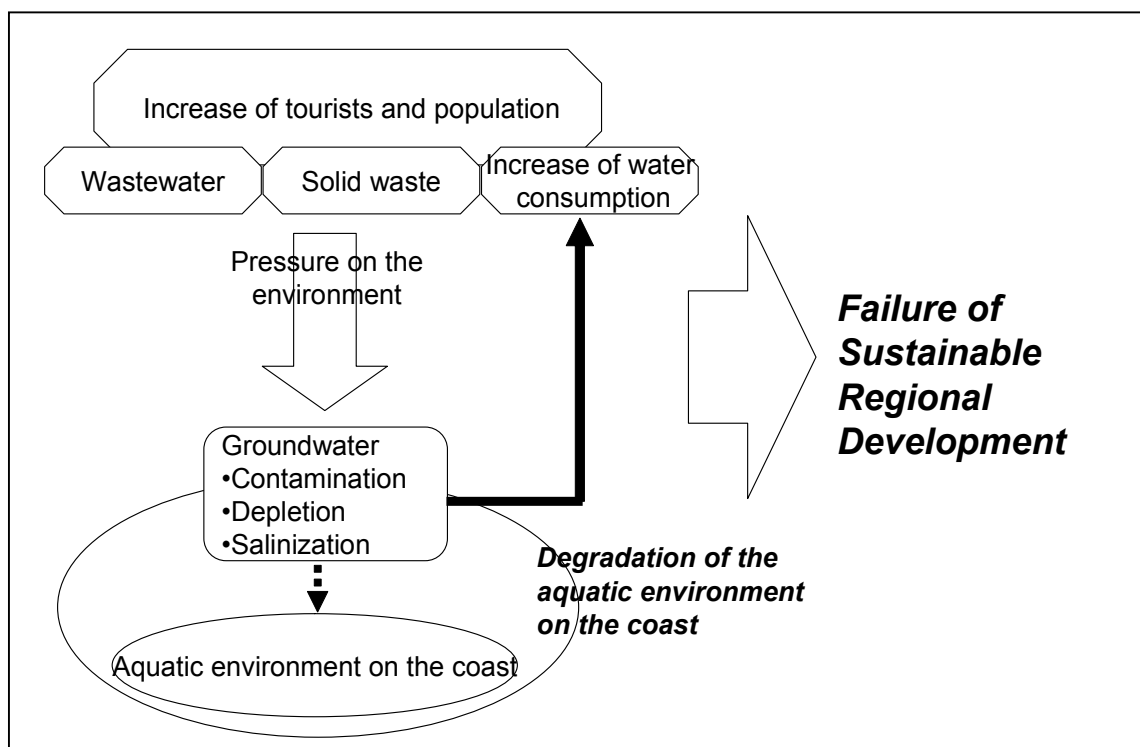 Increase of tourists and population
Wastewater
Solid waste
Increase of water
consumption
Pressure on the
environment
Failure of
Sustainable
Regional
Development
Groundwater
•Contamination
•Depletion
•Salinization
Degradation of the
aquatic environment
on the coast
Aquatic environment on the coast